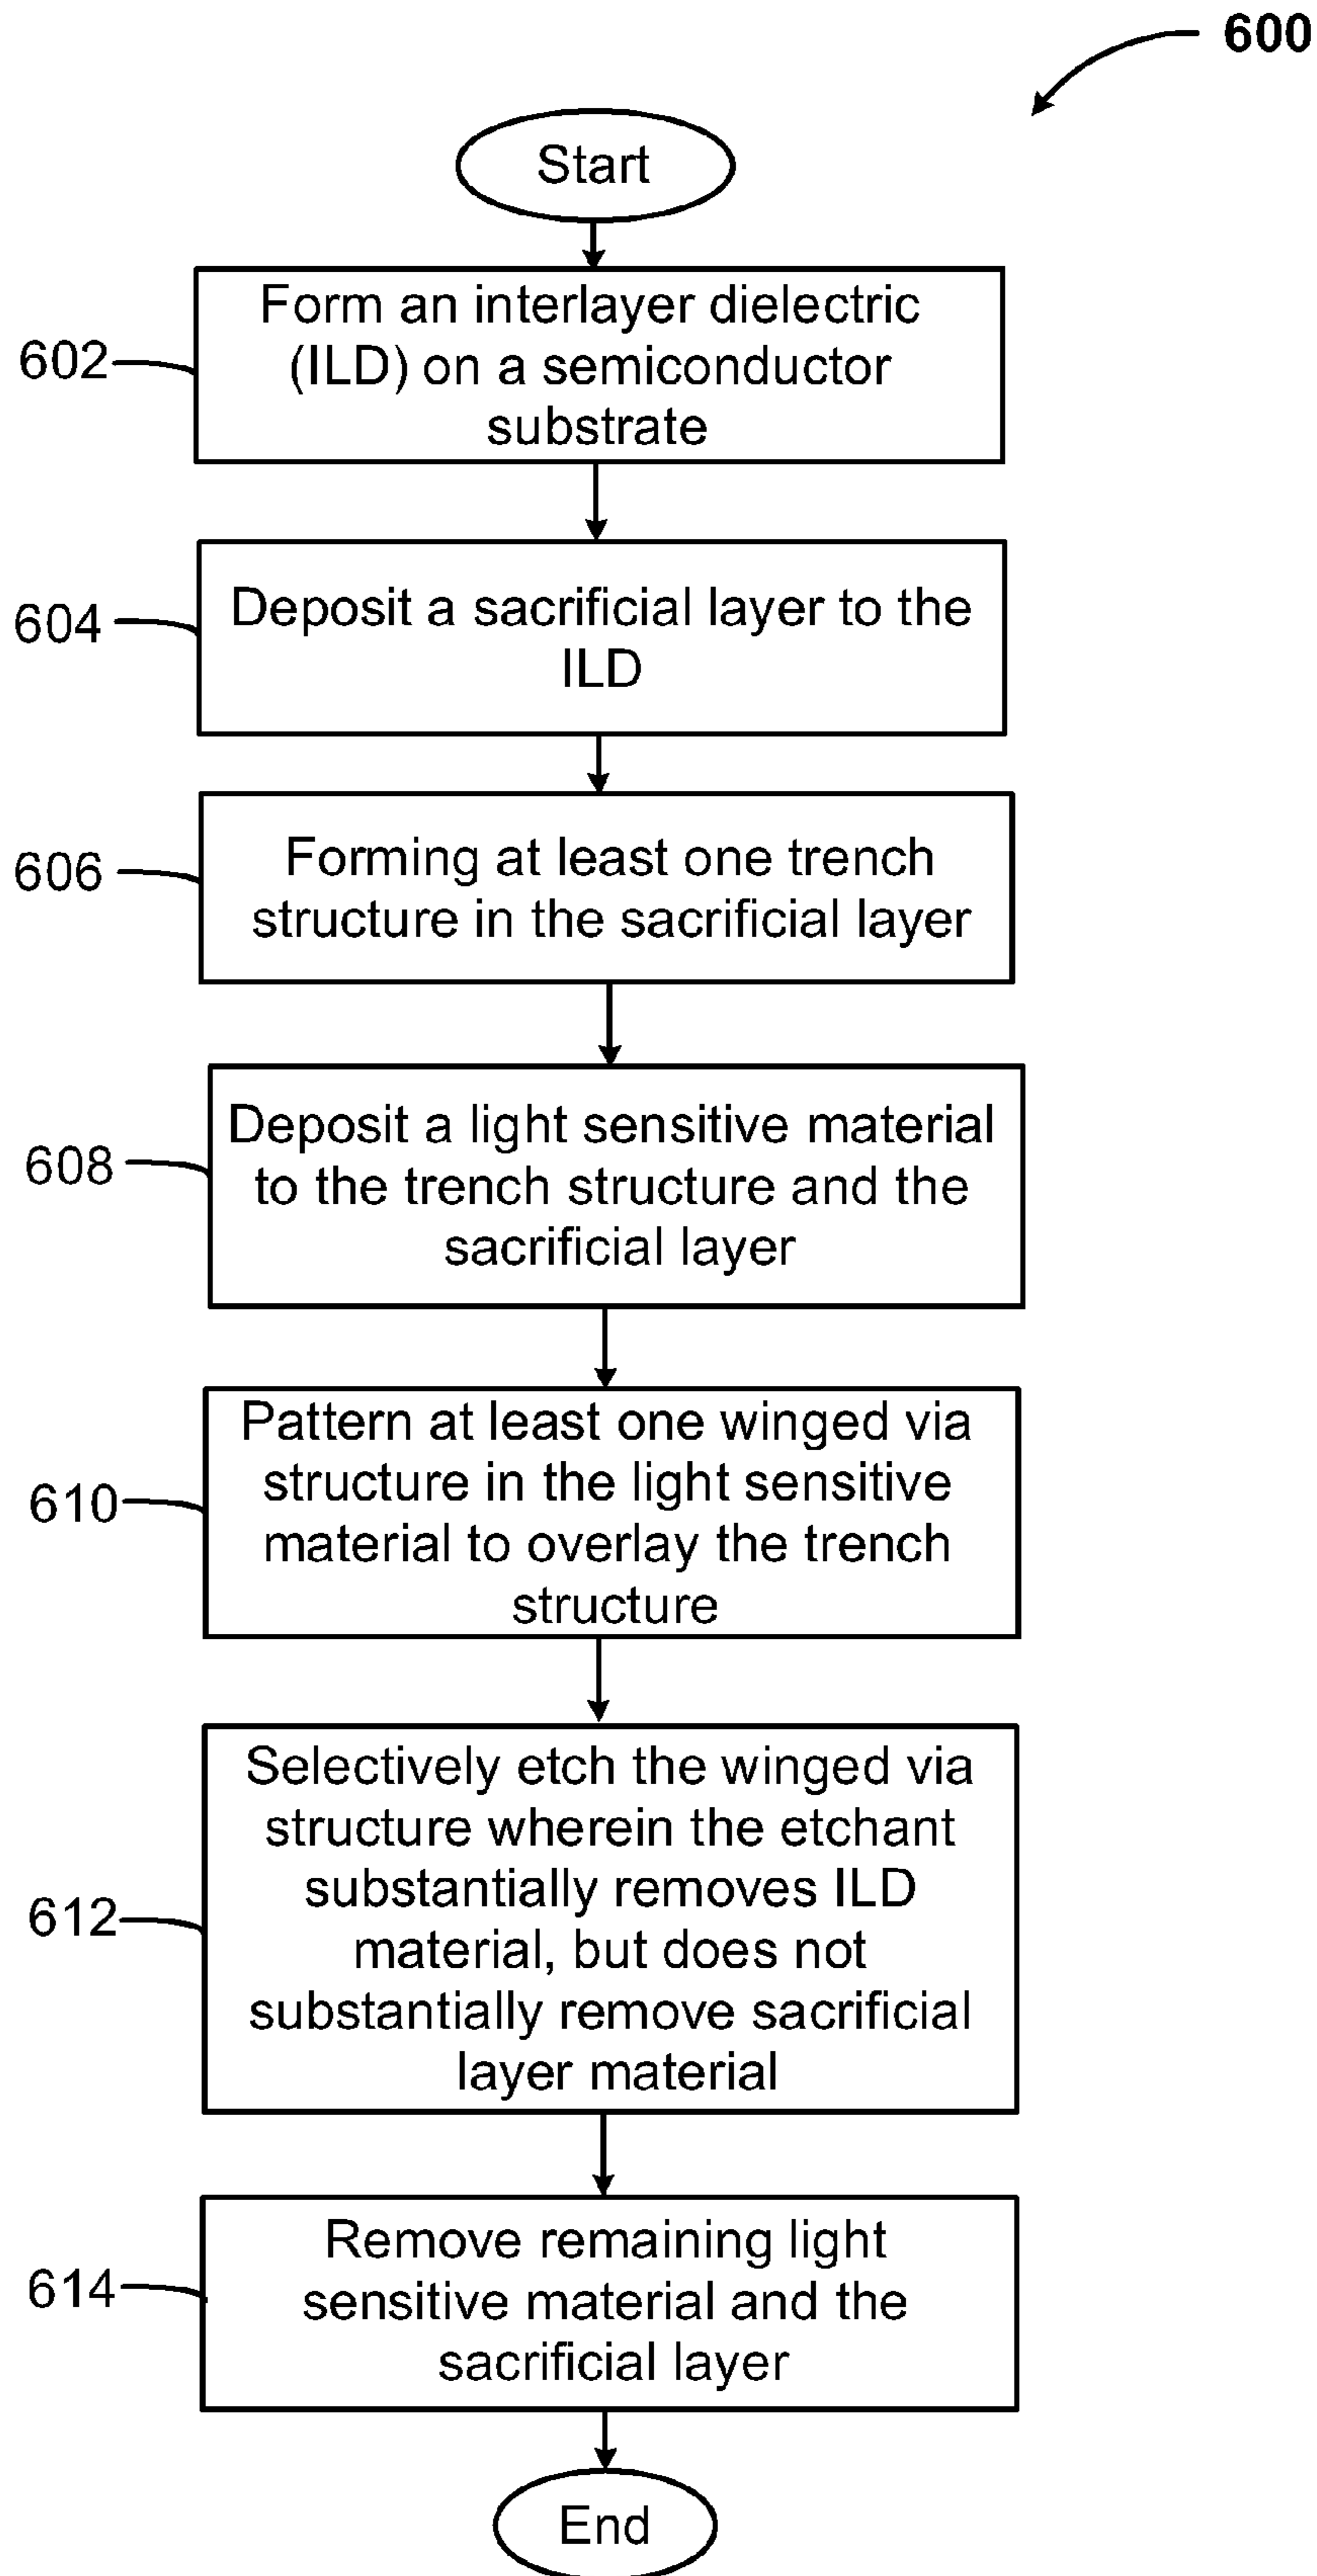 600
Start
602
Form an interlayer dielectric
(ILD) on a semiconductor
substrate
604
Deposit a sacrificial layer to the
ILD
606
Forming at least one trench
structure in the sacrificial layer
608
Deposit a light sensitive material
to the trench structure and the
sacrificial layer
610
Pattern at least one winged via
structure in the light sensitive
material to overlay the trench
structure
612
Selectively etch the winged via
structure wherein the etchant
substantially removes ILD
material, but does not
substantially remove sacrificial
layer material
614
Remove remaining light
sensitive material and the
sacrificial layer
End